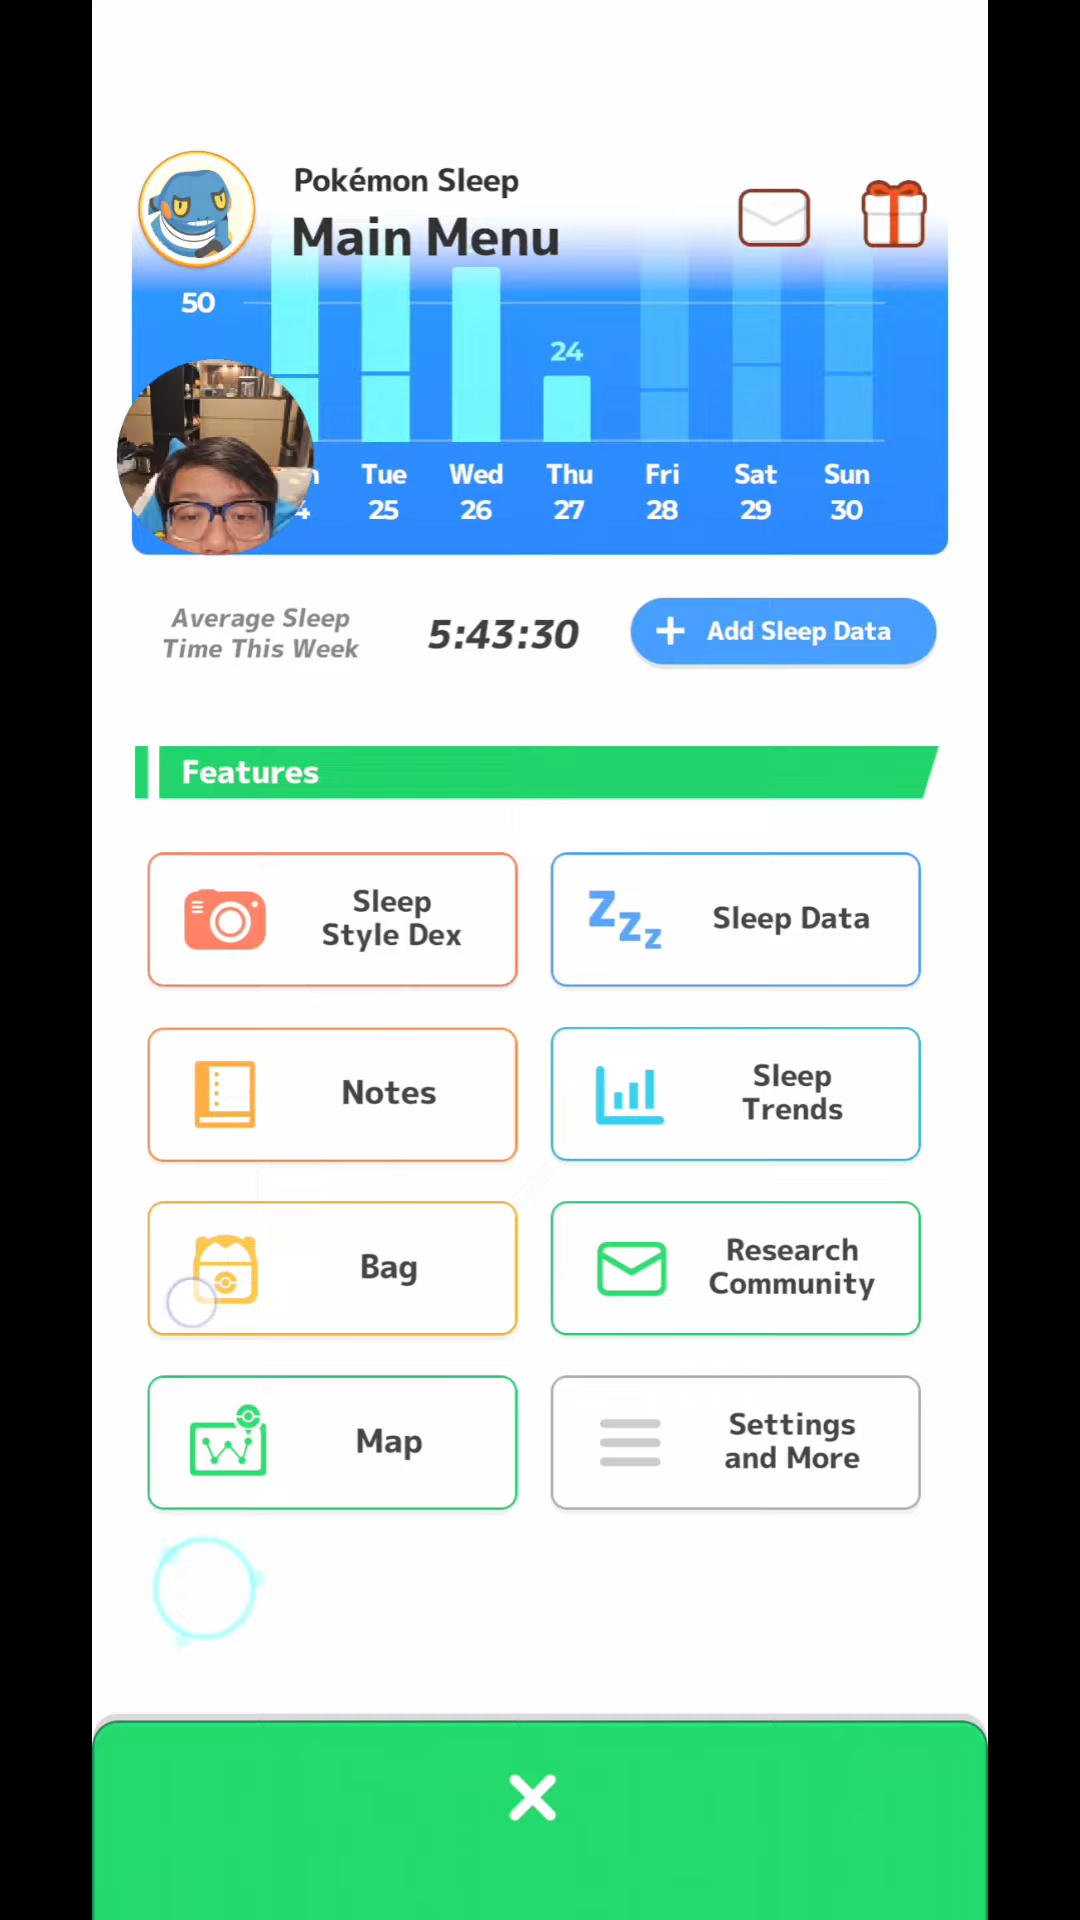 Pokémon Sleep
Main Menu
50
24
Tue Wed Thu Fri Sat Sun
25 26 27 28 29 30
Average Sleep
Time This Week
5:43:30
+ Add Sleep Data
Features
Sleep
Style Dex
Zzz
Sleep Data
Notes
Sleep
Trends
Bag
Research
Community
Map
Settings
and More